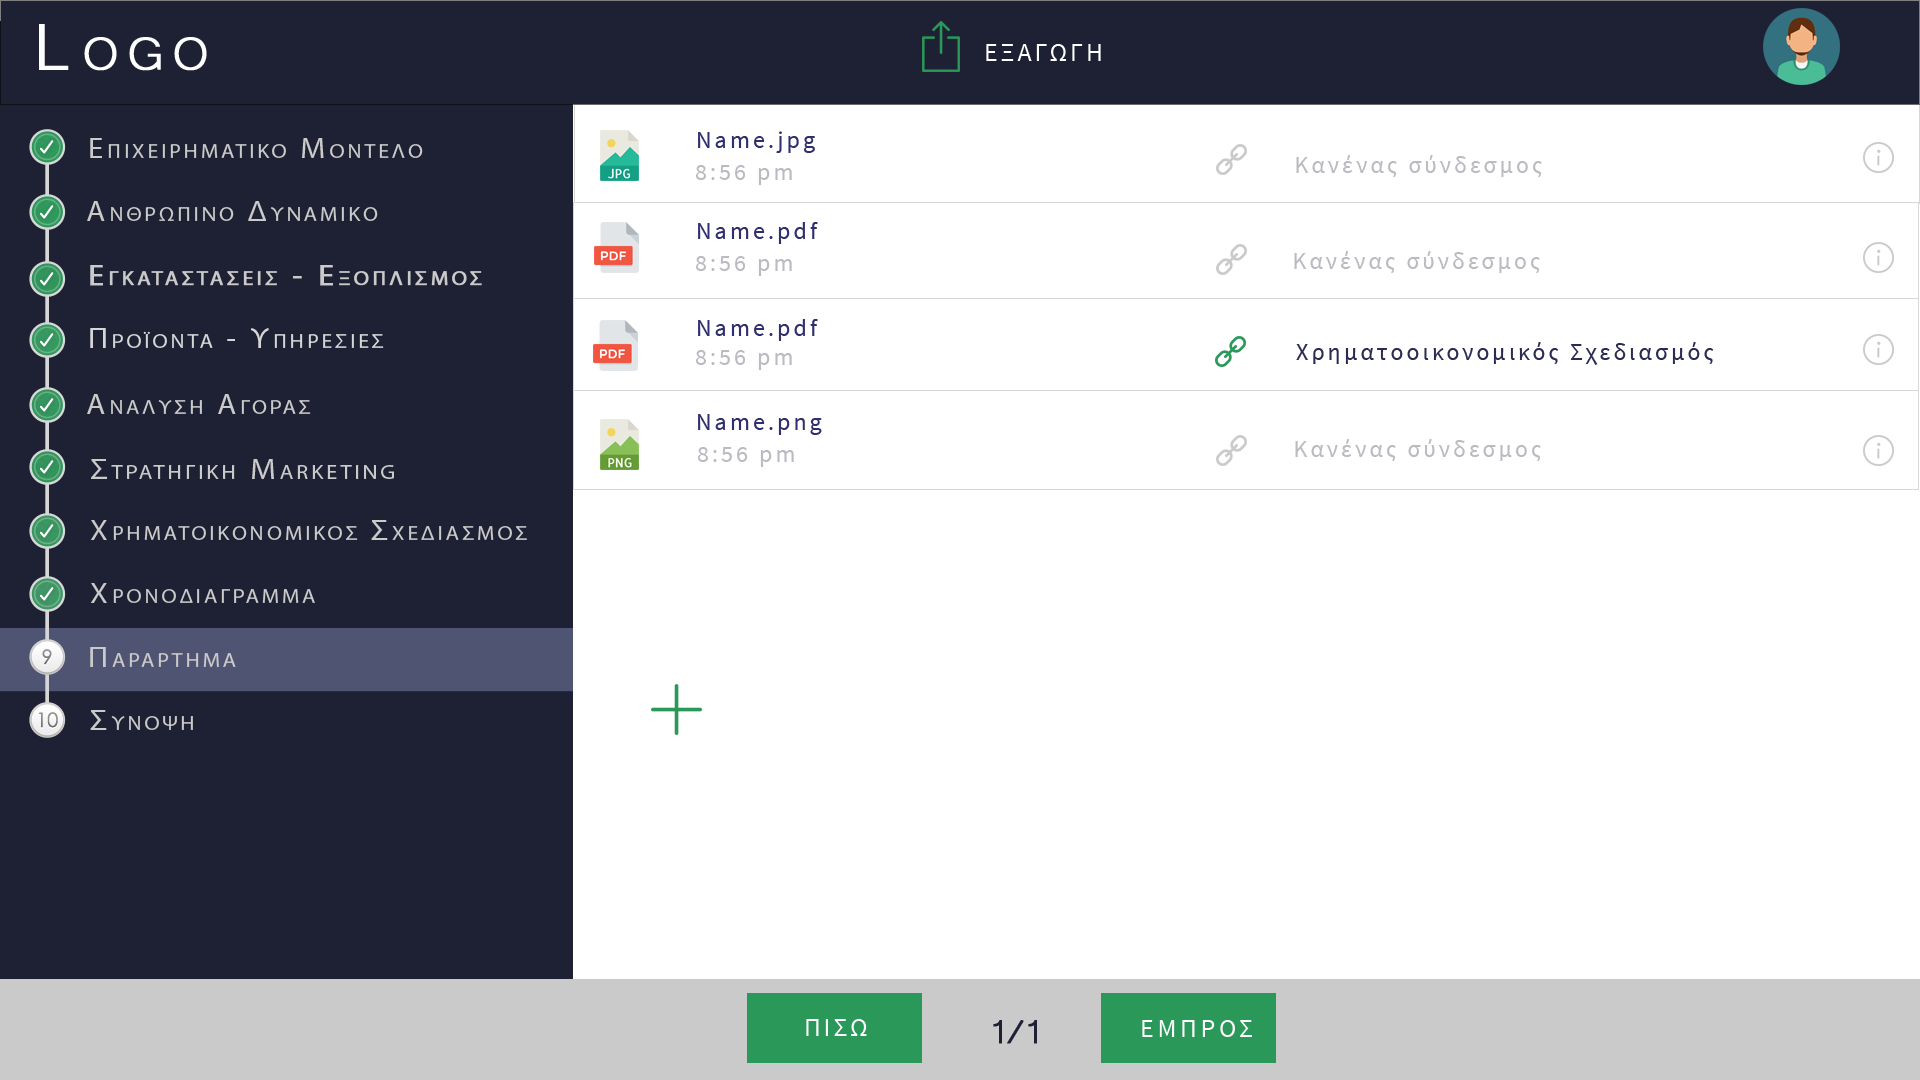 LOGO
ΕΞΑΓΩΓΗ
ΕΠΙΧΕΙΡΗΜΑΤΙΚΟ ΜΟΝΤΕΛΟ
ΑΝΘΡΩΠΙΝΟ ΔΥΝΑΜΙΚΟ
ΕΓΚΑΤΑΣΤΑΣΕΙΣ - ΕΞΟΠΛΙΣΜΟΣ
ΠΡΟΪΟΝΤΑ - ΥΠΗΡΕΣΙΕΣ
ΑΝΑΛΥΣΗ ΑΓΟΡΑΣ
ΣΤΡΑΤΗΓΙΚΗ MARKETING
ΧΡΗΜΑΤΟΙΚΟΝΟΜΙΚΟΣ ΣΧΕΔΙΑΣΜΟΣ
ΧΡΟΝΟΔΙΑΓΡΑΜΜΑ
9 ΠΑΡΑΡΤΗΜΑ
10 ΣΥΝΟΨΗ
JPG
Name.jpg
8:56 pm
Κανένας σύνδεσμος
PDF
Name.pdf
8:56 pm
Κανένας σύνδεσμος
PDF
Name.pdf
8:56 pm
Χρηματοοικονομικός Σχεδιασμός
PNG
Name.png
8:56 pm
Κανένας σύνδεσμος
ΠΙΣΩ
1/1
ΕΜΠΡΟΣ